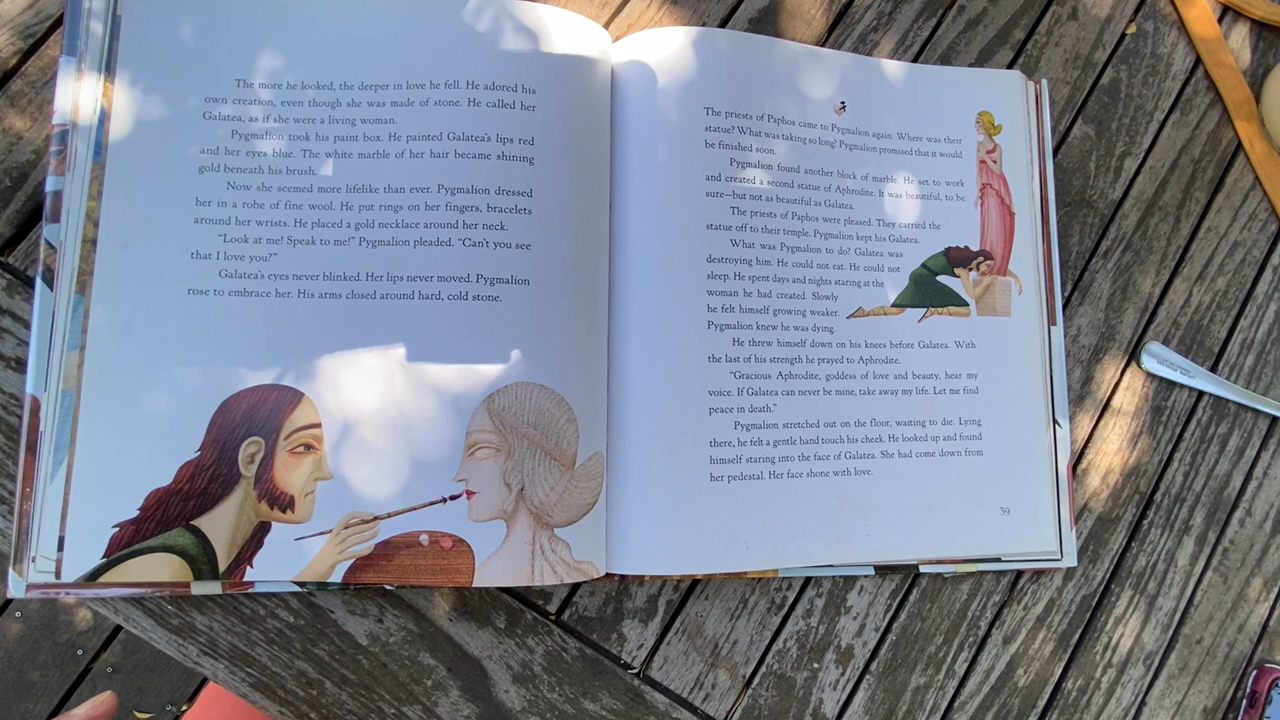 The more he looked, the deeper in love he fell. He adored his
own creation, even though she was made of stone. He called her
Galatea, as if she were a living woman.
Pygmalion took his paint box. He painted Galatea's lips red
and her eyes blue. The white marble of her hair became shining
gold beneath his brush.
Now she seemed more lifelike than ever. Pygmalion dressed
her in a robe of fine wool. He put rings on her fingers, bracelets
around her wrists. He placed a gold necklace around her neck.
“Look at me! Speak to me!” Pygmalion pleaded. “Can't you see
that I love you?”
Galatea's eyes never blinked. Her lips never moved. Pygmalion
rose to embrace her. His arms closed around hard, cold stone.
The priests of Paphos came to Pygmalion again. Where was their
statue? What was taking so long? Pygmalion promised that it would
be finished soon.
Pygmalion found another block of marble. He set to work
and created a second statue of Aphrodite. It was beautiful, to be
sure—but not as beautiful as Galatea.
The priests of Paphos were pleased. They carried the
statue off to their temple. Pygmalion kept his Galatea.
What was Pygmalion to do? Galatea was
destroying him. He could not eat. He could not
sleep. He spent days and nights staring at the
woman he had created. Slowly
he felt himself growing weaker.
Pygmalion knew he was dying.
He threw himself down on his knees before Galatea. With
the last of his strength he prayed to Aphrodite.
“Gracious Aphrodite, goddess of love and beauty, hear my
voice. If Galatea can never be mine, take away my life. Let me find
peace in death.”
Pygmalion stretched out on the floor, waiting to die. Lying
there, he felt a gentle hand touch his cheek. He looked up and found
himself staring into the face of Galatea. She had come down from
her pedestal. Her face shone with love.
39